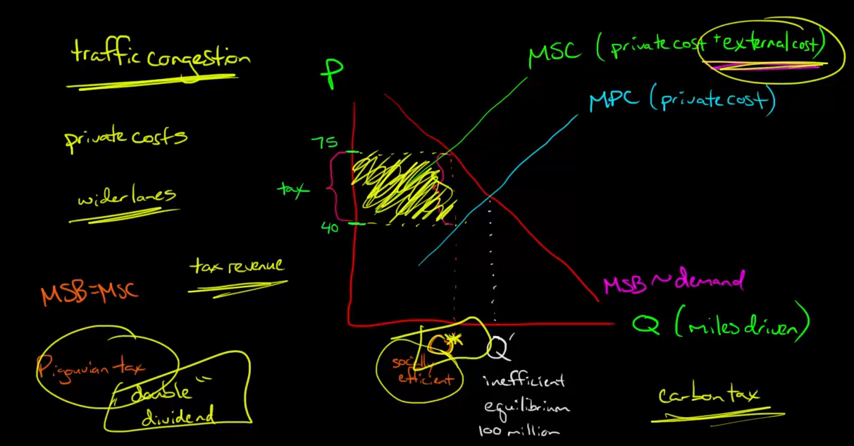 traffic congestion
private costs
wider lanes
tax revenue
MSB=MSC
Pigouvian tax
"double
dividend
P
75
tax
40
MSC (private cost + external cost)
MPC (private cost)
MSB ~ demand
Q (miles driven)
Q**
socially
efficient
Q'
inefficient
equilibrium
100 million
carbon tax